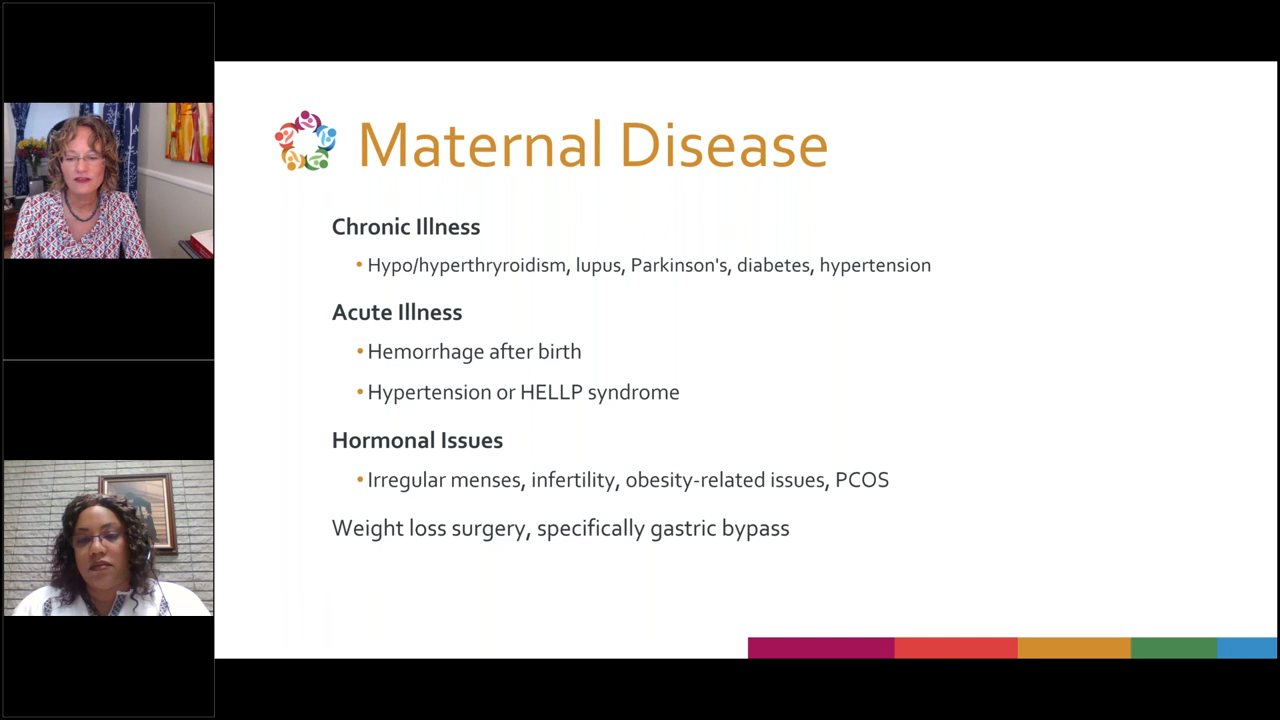 Maternal Disease
Chronic Illness
• Hypo/hyperthryroidism, lupus, Parkinson's, diabetes, hypertension
Acute Illness
• Hemorrhage after birth
• Hypertension or HELLP syndrome
Hormonal Issues
• Irregular menses, infertility, obesity-related issues, PCOS
Weight loss surgery, specifically gastric bypass